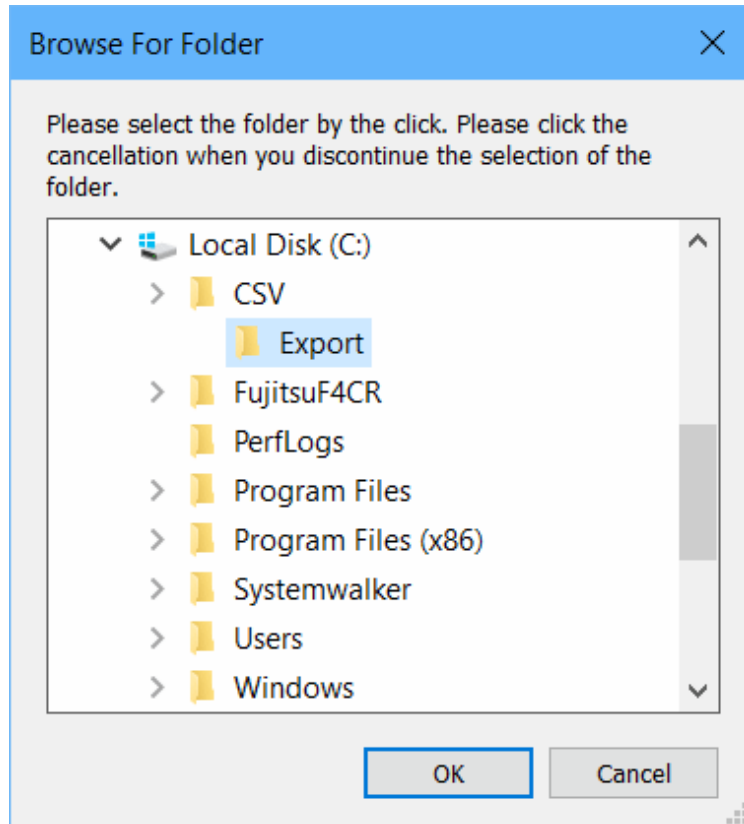 Browse For Folder
Please select the folder by the click. Please click the
cancellation when you discontinue the selection of the
folder.
Local Disk (C:)
CSV
Export
FujitsuF4CR
PerfLogs
Program Files
Program Files (x86)
Systemwalker
Users
Windows
OK
Cancel